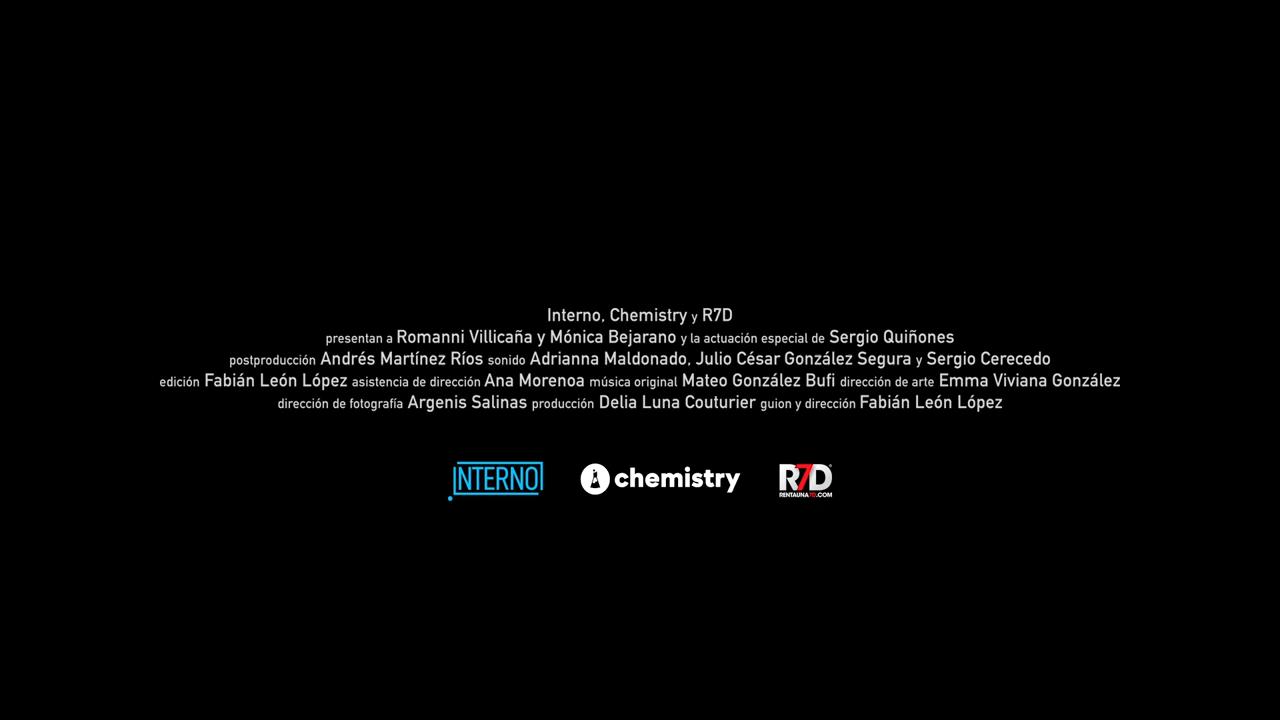 Interno, Chemistry y R7D
presentan a Romanni Villicaña y Mónica Bejarano y la actuación especial de Sergio Quiñones
postproducción Andrés Martínez Ríos sonido Adrianna Maldonado, Julio César González Segura y Sergio Cerecedo
edición Fabián León López asistencia de dirección Ana Morenoa música original Mateo González Bufi dirección de arte Emma Viviana González
dirección de fotografía Argenis Salinas producción Delia Luna Couturier guion y dirección Fabián León López
INTERNO chemistry R7D
RENTAUNA7D.COM